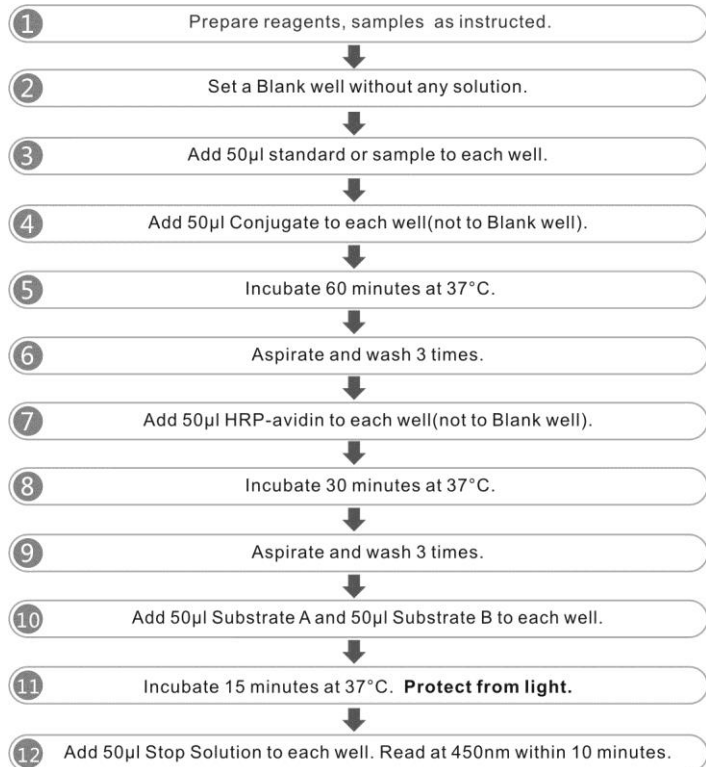 1 Prepare reagents, samples as instructed.
2 Set a Blank well without any solution.
3 Add 50μl standard or sample to each well.
4 Add 50μl Conjugate to each well(not to Blank well).
5 Incubate 60 minutes at 37°C.
6 Aspirate and wash 3 times.
7 Add 50μl HRP-avidin to each well(not to Blank well).
8 Incubate 30 minutes at 37°C.
9 Aspirate and wash 3 times.
10 Add 50μl Substrate A and 50μl Substrate B to each well.
11 Incubate 15 minutes at 37°C. Protect from light.
12 Add 50μl Stop Solution to each well. Read at 450nm within 10 minutes.